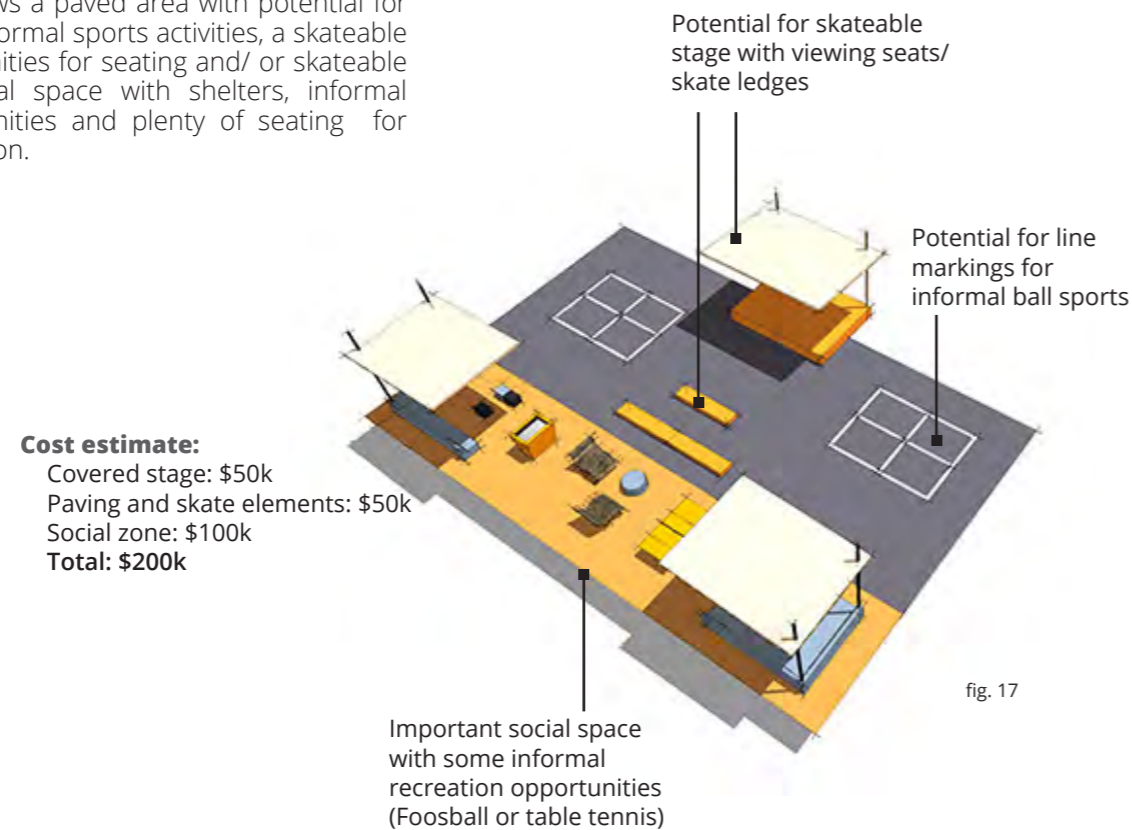 ws a paved area with potential for
formal sports activities, a skateable
ities for seating and/ or skateable
al space with shelters, informal
nities and plenty of seating for
on.
Potential for skateable
stage with viewing seats/
skate ledges
Potential for line
markings for
informal ball sports
Cost estimate:
Covered stage: $50k
Paving and skate elements: $50k
Social zone: $100k
Total: $200k
fig. 17
Important social space
with some informal
recreation opportunities
(Foosball or table tennis)